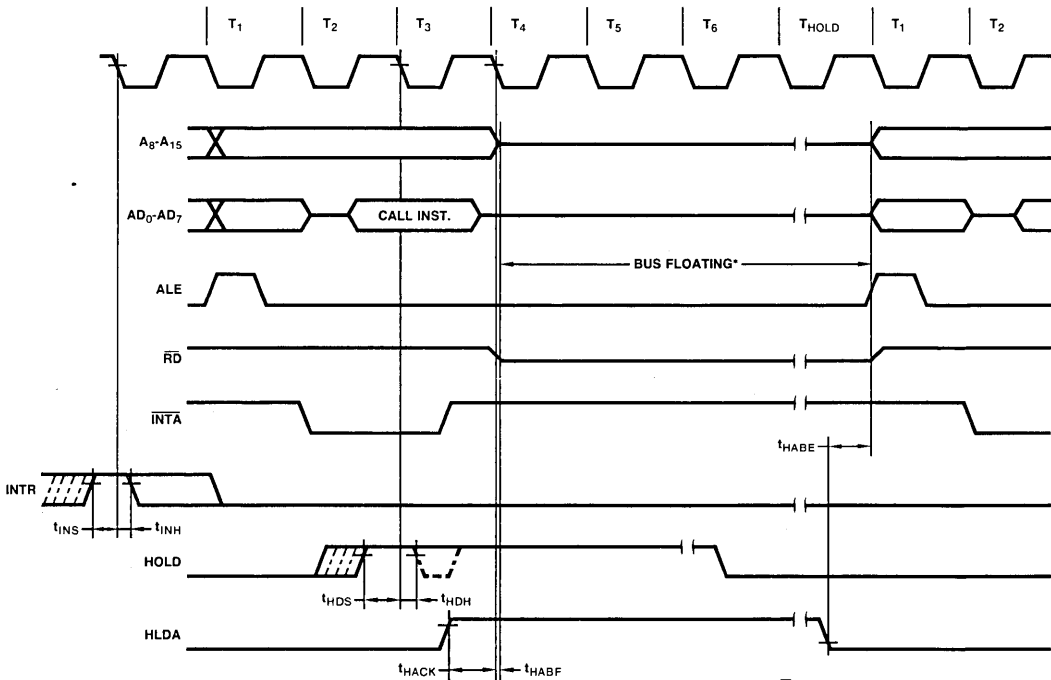 T1 T2 T3 T4 T5 T6 THOLD T1 T2
A8-A15
AD0-AD7 CALL INST.
BUS FLOATING*
ALE
RD
INTA
tHABE
INTR
tINS tINH
HOLD
tHDS tHDH
HLDA
tHACK tHABF